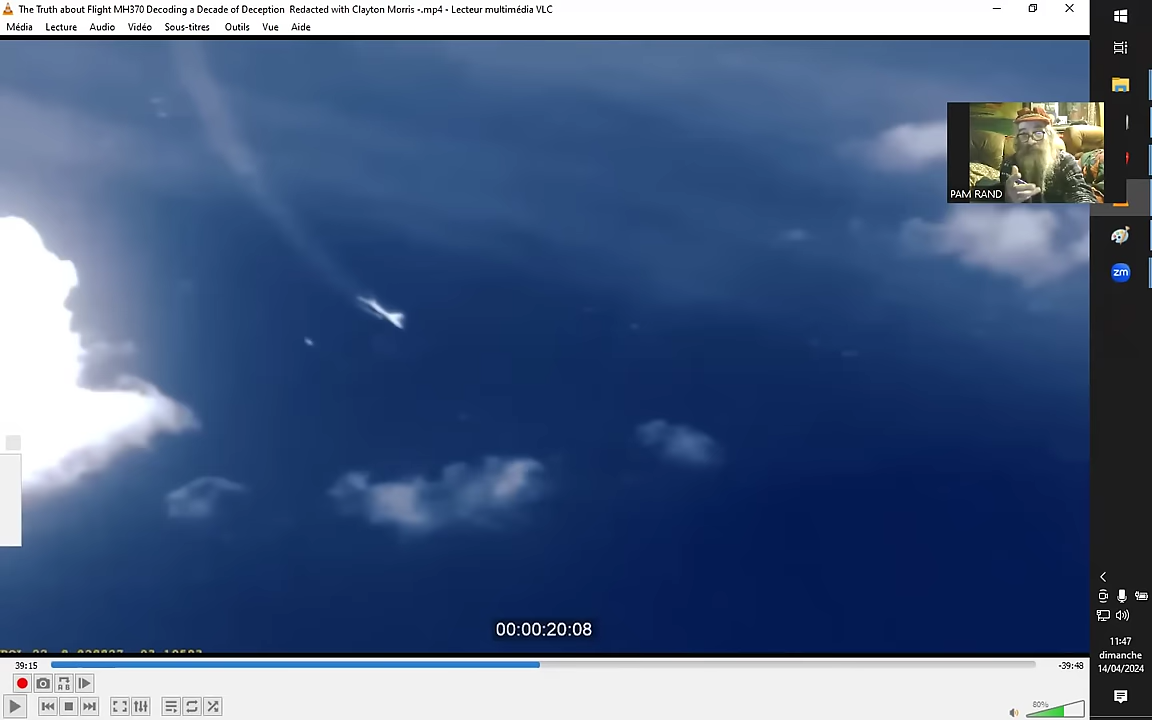 The Truth about Flight MH370 Decoding a Decade of Deception Redacted with Clayton Morris -.mp4 - Lecteur multimédia VLC
Média Lecture Audio Vidéo Sous-titres Outils Vue Aide
PAM RAND
zm
00:00:20:08
39:15
-39:48
80%
11:47
dimanche
14/04/2024